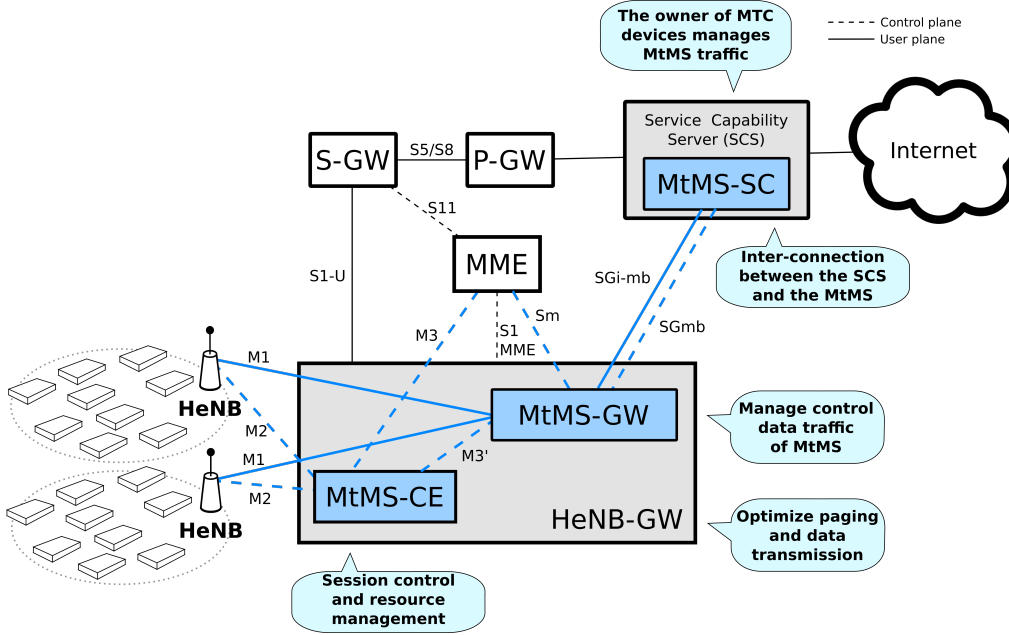 The owner of MTC
devices manages
MtMS traffic
Control plane
User plane
Service Capability
Server (SCS)
MtMS-SC
Internet
S-GW
S5/S8
P-GW
S11
MME
Inter-connection
between the SCS
and the MtMS
S1-U
SGi-mb
SGmb
M3
S1
MME
Sm
M1
HeNB
M2
MtMS-GW
Manage control
data traffic
of MtMS
M1
M3'
M2
HeNB
MtMS-CE
HeNB-GW
Optimize paging
and data
transmission
Session control
and resource
management